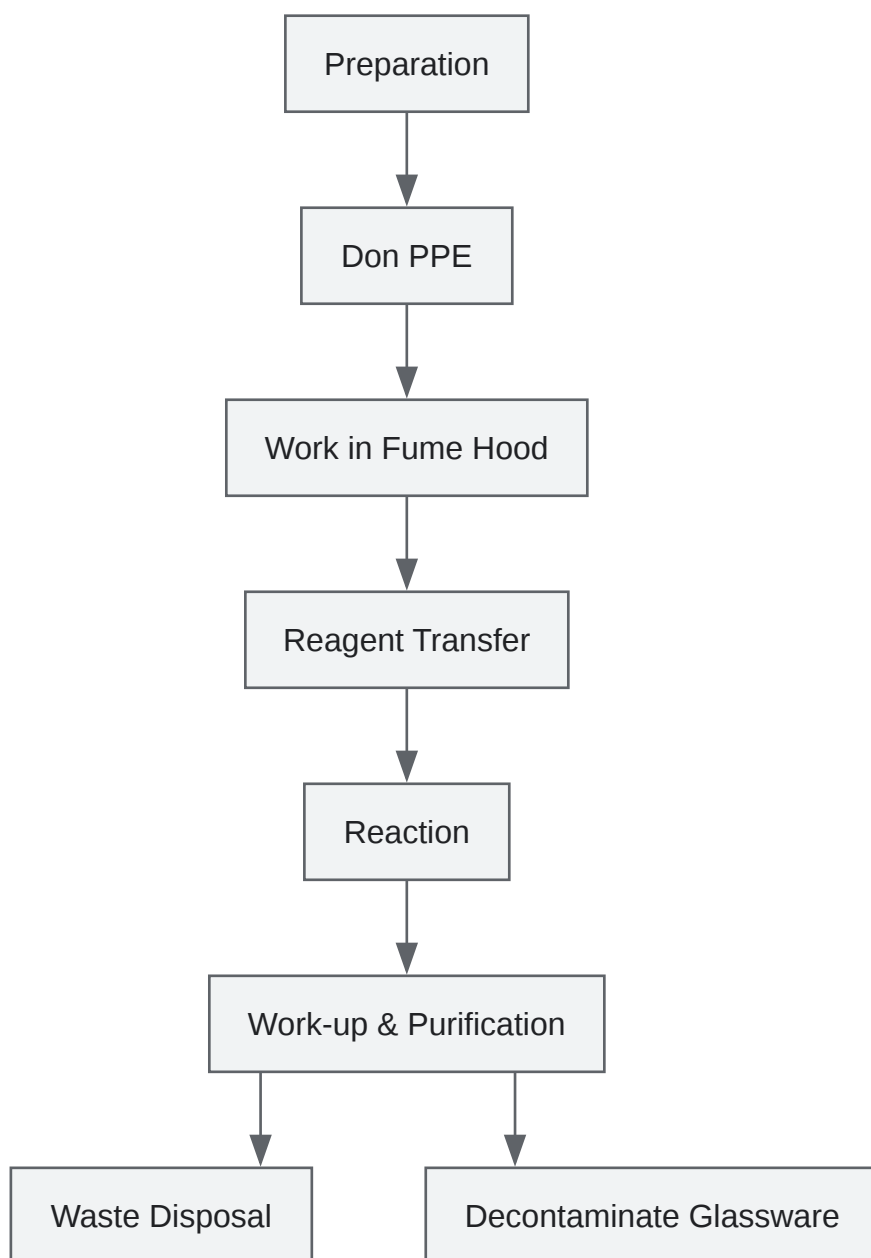 Preparation
Don PPE
Work in Fume Hood
Reagent Transfer
Reaction
Work-up & Purification
Waste Disposal
Decontaminate Glassware